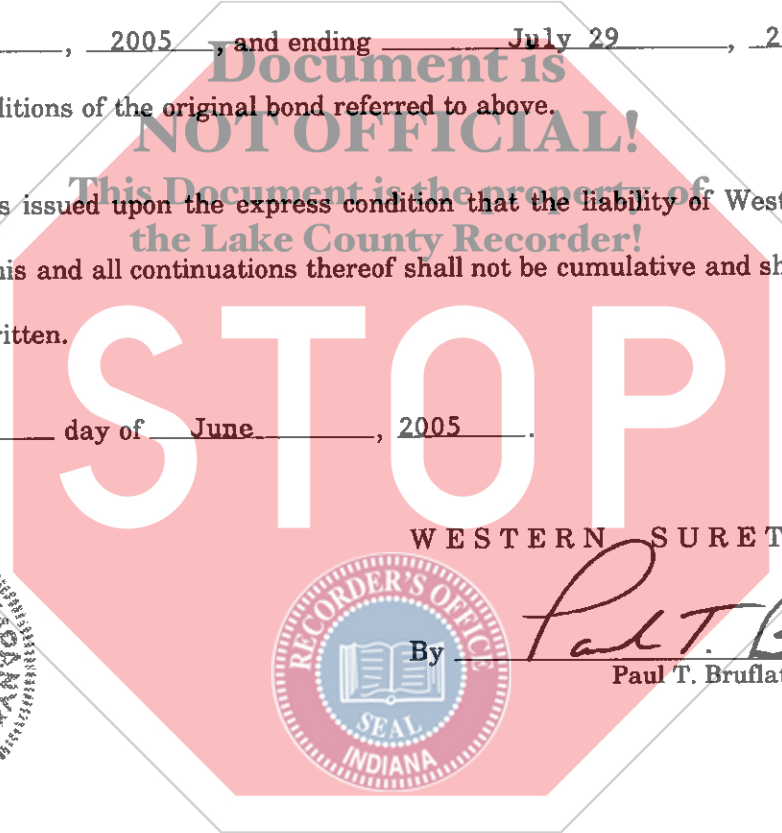 , 2005 , and ending July 29 , 2
Document is
ditions of the original bond referred to above.
NOT OFFICIAL!
This Document is the property of
s issued upon the express condition that the liability of West
the Lake County Recorder!
his and all continuations thereof shall not be cumulative and sh
ritten.
STOP
day of June , 2005 .
WESTERN SURET
RECORDER'S OFFICE
SEAL
INDIANA
By Paul T. B
Paul T. Bruflat
PANY